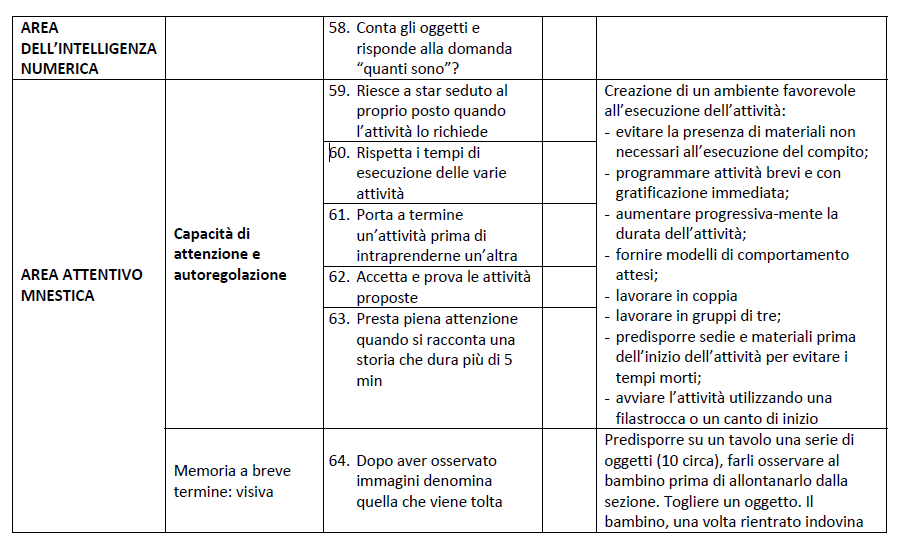 AREA
DELL’INTELLIGENZA
NUMERICA
58. Conta gli oggetti e
risponde alla domanda
“quanti sono”?
AREA ATTENTIVO
MNESTICA
Capacità di
attenzione e
autoregolazione
59. Riesce a star seduto al
proprio posto quando
l’attività lo richiede
60. Rispetta i tempi di
esecuzione delle varie
attività
61. Porta a termine
un’attività prima di
intraprenderne un’altra
62. Accetta e prova le attività
proposte
63. Presta piena attenzione
quando si racconta una
storia che dura più di 5
min
Creazione di un ambiente favorevole
all’esecuzione dell’attività:
- evitare la presenza di materiali non
necessari all’esecuzione del compito;
- programmare attività brevi e con
gratificazione immediata;
- aumentare progressiva-mente la
durata dell’attività;
- fornire modelli di comportamento
attesi;
- lavorare in coppia
- lavorare in gruppi di tre;
- predisporre sedie e materiali prima
dell’inizio dell’attività per evitare i
tempi morti;
- avviare l’attività utilizzando una
filastrocca o un canto di inizio
Memoria a breve
termine: visiva
64. Dopo aver osservato
immagini denomina
quella che viene tolta
Predisporre su un tavolo una serie di
oggetti (10 circa), farli osservare al
bambino prima di allontanarlo dalla
sezione. Togliere un oggetto. Il
bambino, una volta rientrato indovina